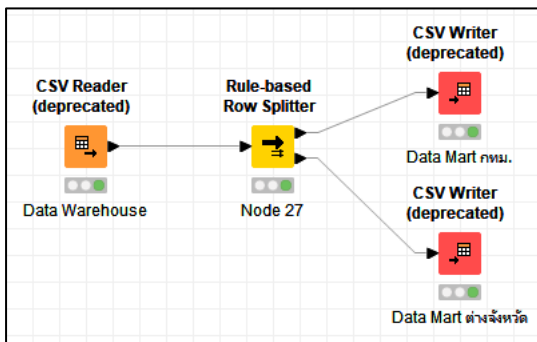 CSV Writer
(deprecated)
CSV Reader
(deprecated)
Rule-based
Row Splitter
Data Mart กทม.
Data Warehouse
Node 27
CSV Writer
(deprecated)
Data Mart ต่างจังหวัด